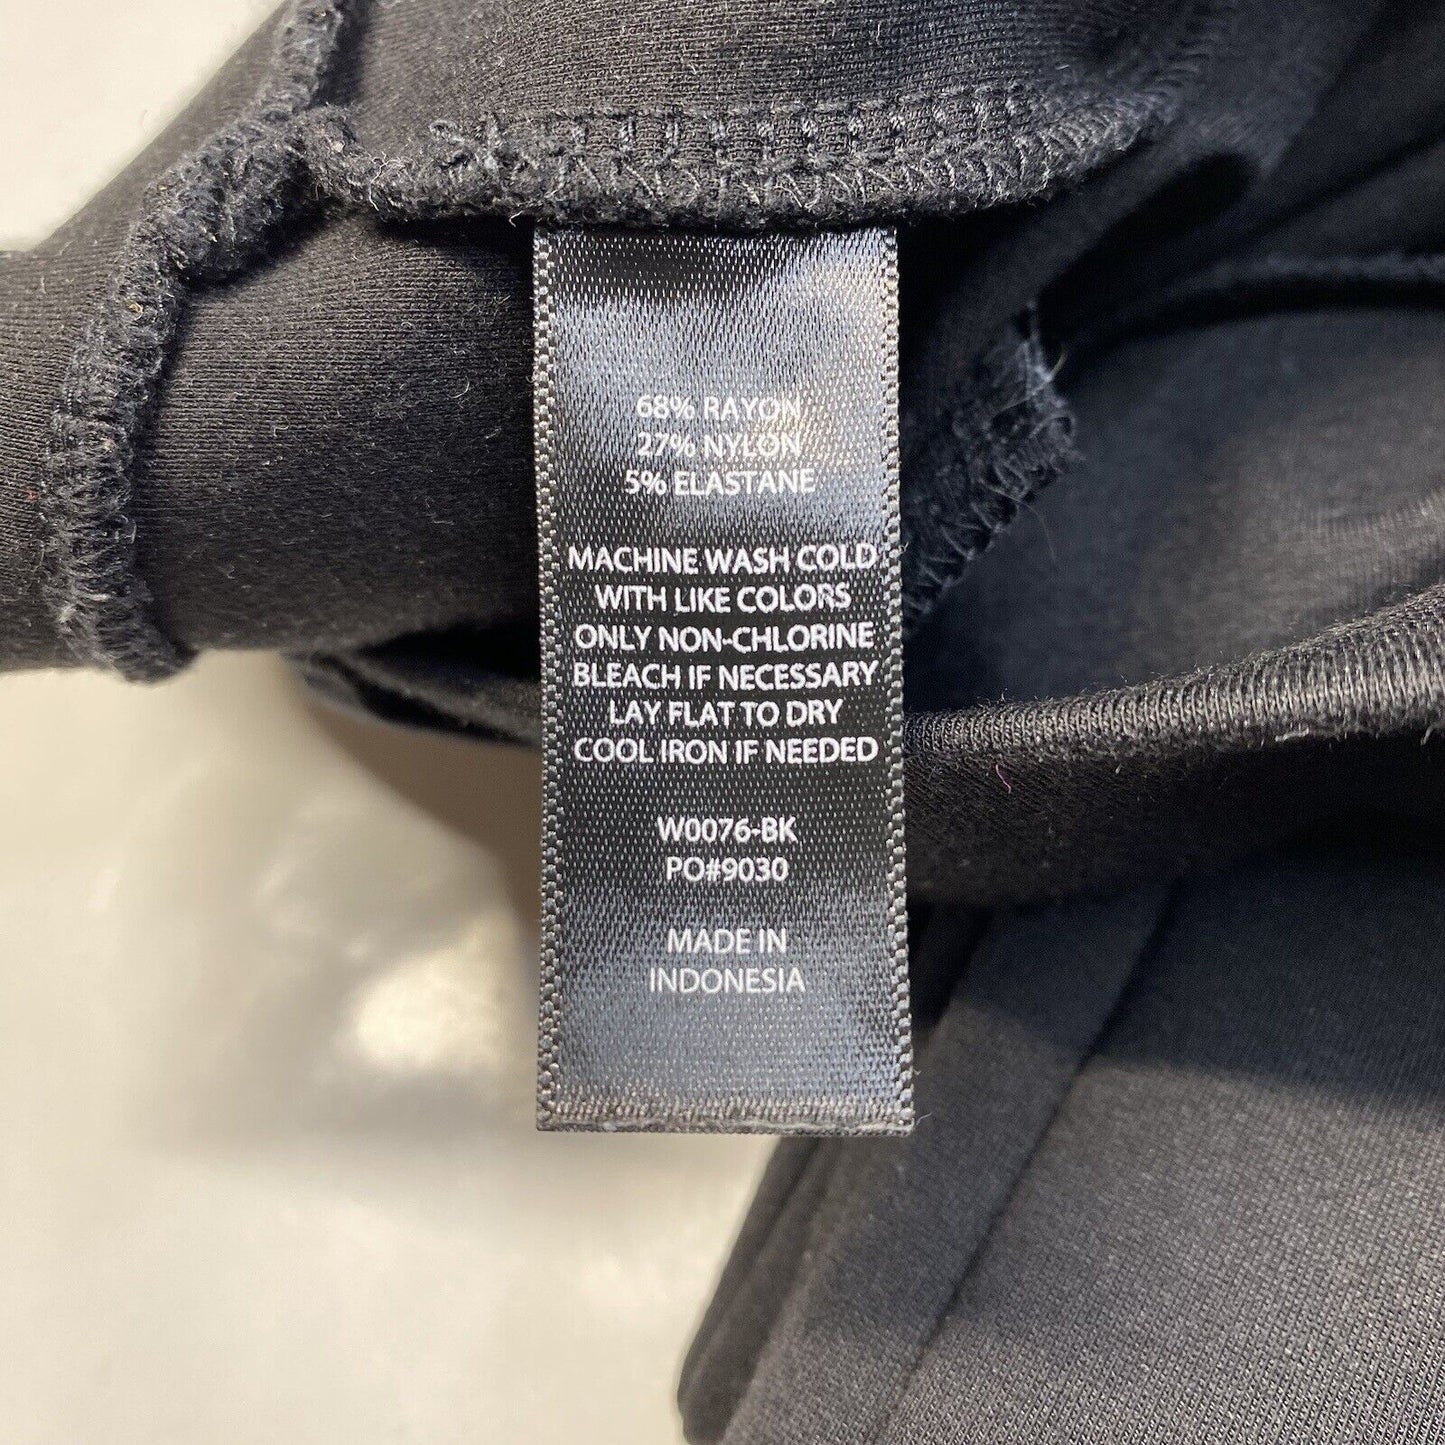 68% RAYON
27% NYLON
5% ELASTANE
MACHINE WASH COLD
WITH LIKE COLORS
ONLY NON-CHLORINE
BLEACH IF NECESSARY
LAY FLAT TO DRY
COOL IRON IF NEEDED
W0076-BK
PO#9030
MADE IN
INDONESIA